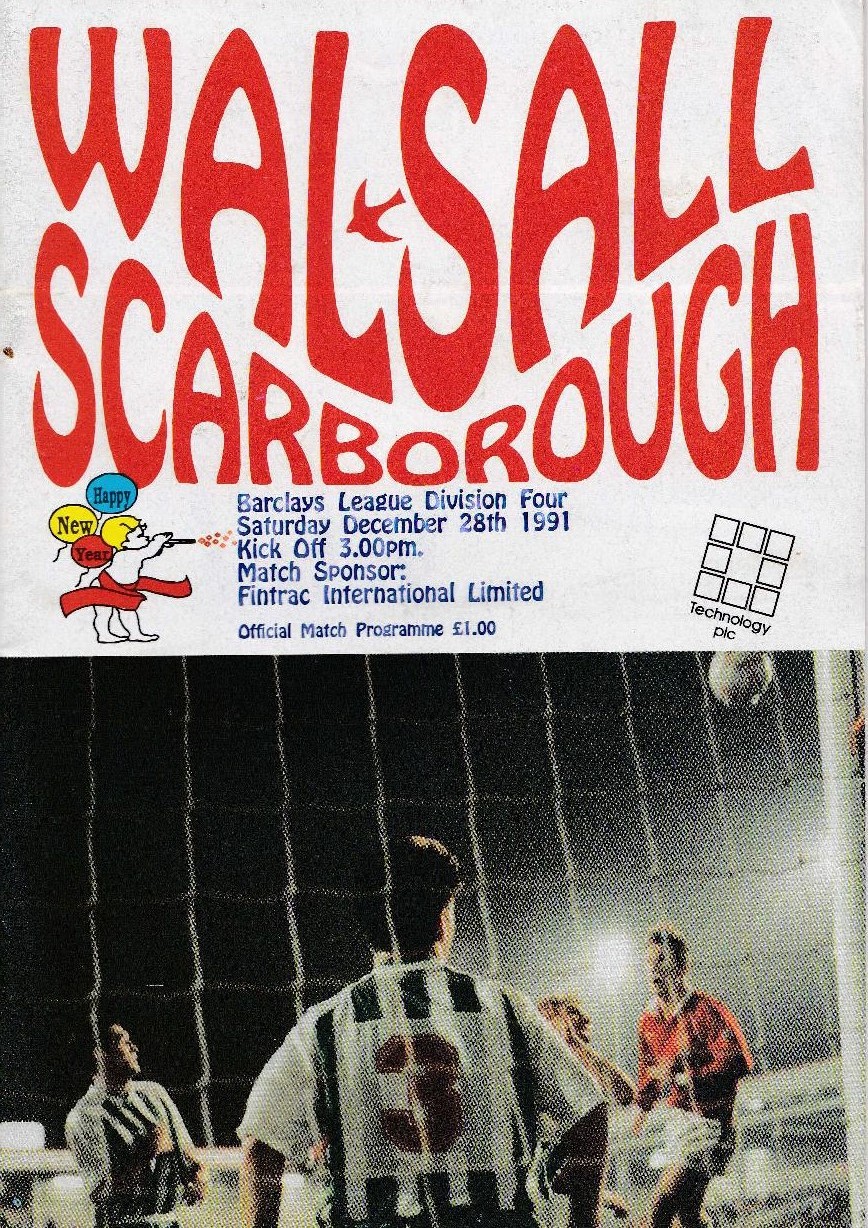 WALSALL
SCARBOROUGH
Happy
New
Year
Barclays League Division Four
Saturday December 28th 1991
Kick Off 3.00pm.
Match Sponsor:
Fintrac International Limited
Official Match Programme £1.00
Technology
plc
3